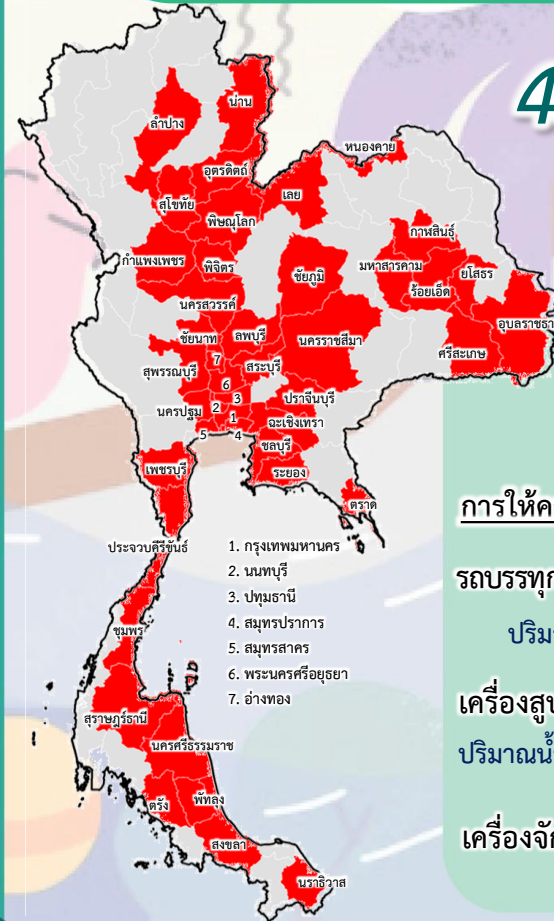 4
น่าน
ลำปาง
หนองคาย
อุตรดิตถ์
เลย
สุโขทัย
พิษณุโลก
กาฬสินธุ์
กำแพงเพชร
พิจิตร
ชัยภูมิ
มหาสารคาม
ยโสธร
ร้อยเอ็ด
นครสวรรค์
อุบลราชธา
ชัยนาท
ลพบุรี
นครราชสีมา
7
ศรีสะเกษ
สุพรรณบุรี
สระบุรี
6
3
ปราจีนบุรี
นครปฐม
2
1
ฉะเชิงเทรา
5
4
ชลบุรี
เพชรบุรี
ระยอง
ตราด
การให้ค
ประจวบคีรีขันธ์
1. กรุงเทพมหานคร
2. นนทบุรี
3. ปทุมธานี
4. สมุทรปราการ
5. สมุทรสาคร
6. พระนครศรีอยุธยา
7. อ่างทอง
รถบรรทุก
ปริม
เครื่องสูบ
ปริมาณน้ำ
เครื่องจัก
ชุมพร
สุราษฎร์ธานี
นครศรีธรรมราช
ตรัง
พัทลุง
สงขลา
นราธิวาส